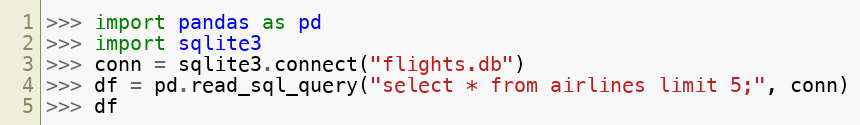 1 >>> import pandas as pd
2 >>> import sqlite3
3 >>> conn = sqlite3.connect("flights.db")
4 >>> df = pd.read_sql_query("select * from airlines limit 5;", conn)
5 >>> df